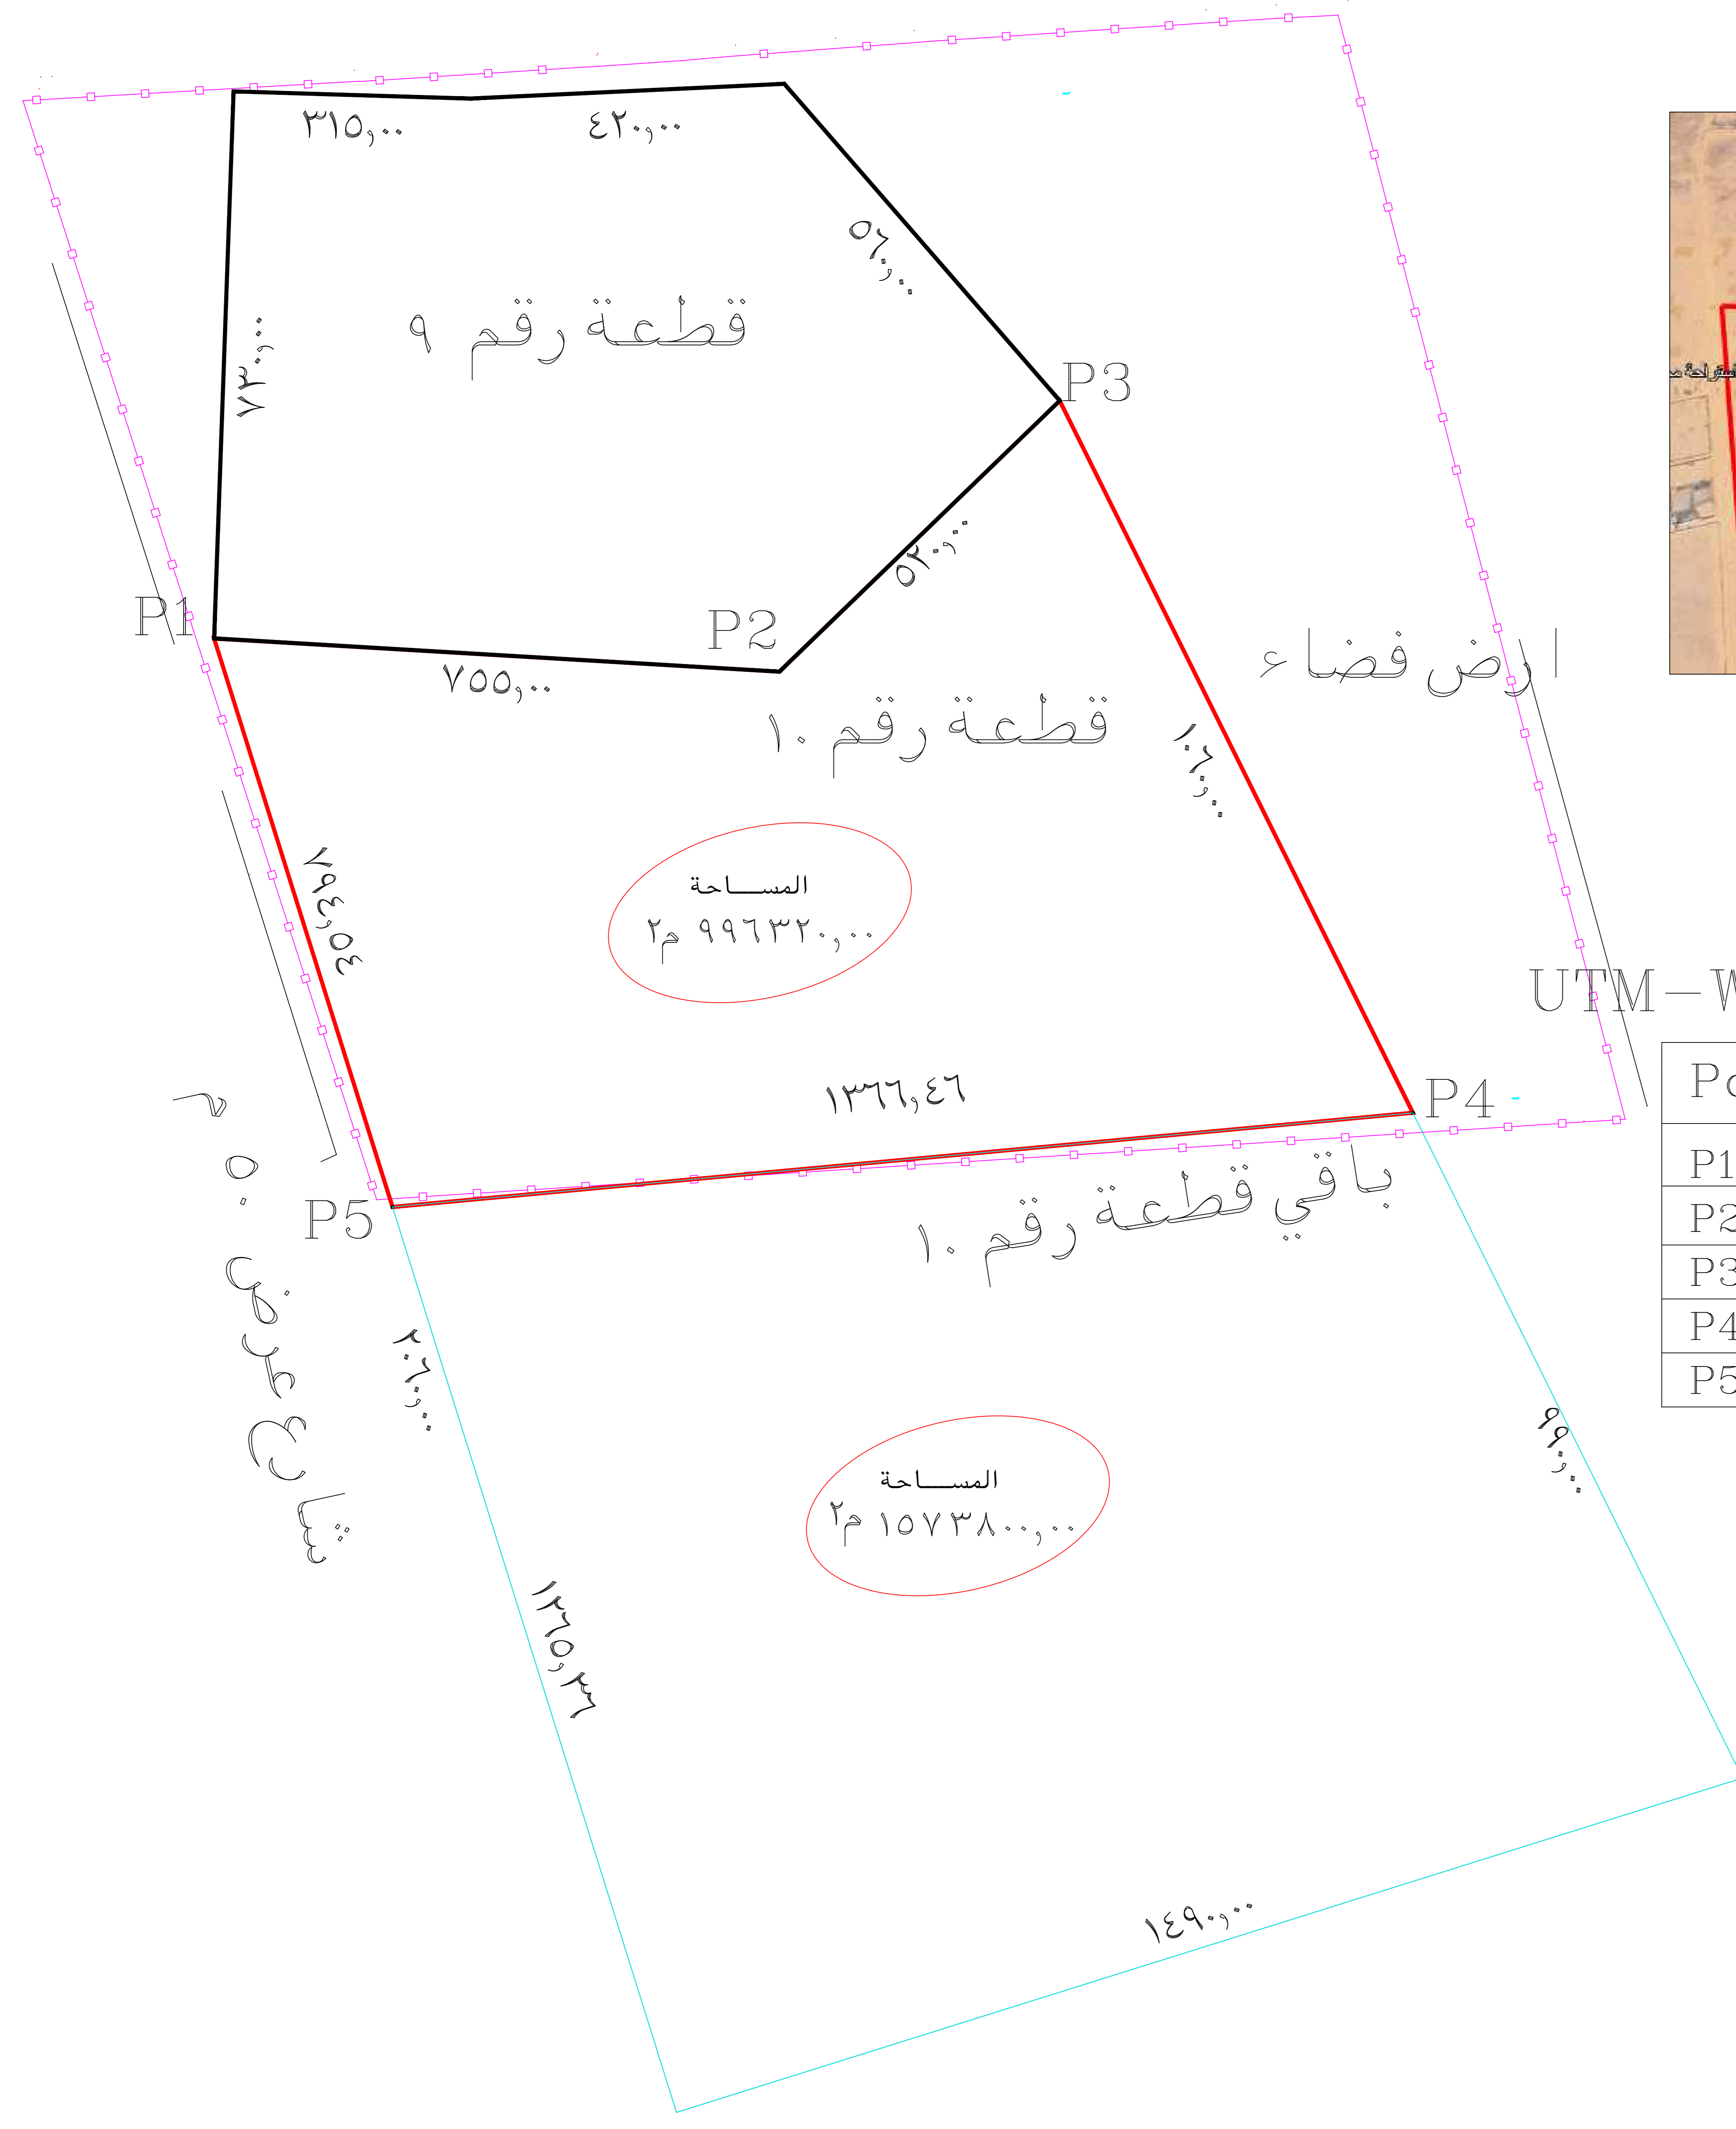 ٣١٥,٠٠
٤٢٠,٠٠
٥٦٠,٠٠
قطعة رقم ٩
٧٣٠,٠٠
P3
P1
P2
٥٢٠,٠٠
٧٥٥,٠٠
ارض فضاء
قطعة رقم ١٠
١٠٦٠,٠٠
المساحة
٩٩٦٣٢٠,٠٠ م٢
٧٩٤,٤٥
UTM-W
١٣٦٦,٤٦
P4
P5
باقي قطعة رقم ١٠
شارع عرض ٥٠ م
٢٠٦٠,٠٠
٩٩٠,٠٠
المساحة
١٥٧٣٨٠٠,٠٠ م٢
١٢٦٥,٣٦
١٤٩٠,٠٠
P1
P2
P3
P4
P5